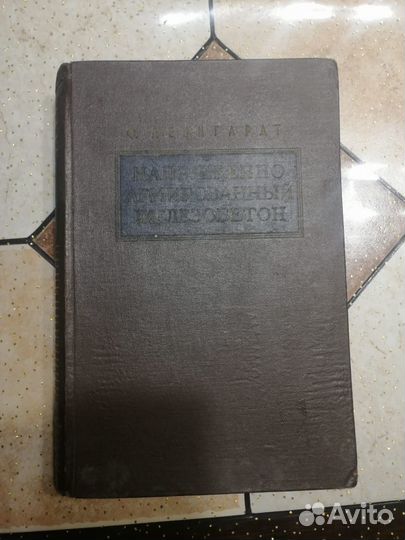 Ф. ЛЕОНГАРДТ
НАПРЯЖЕННО
АРМИРОВАННЫЙ
ЖЕЛЕЗОБЕТОН
Avito